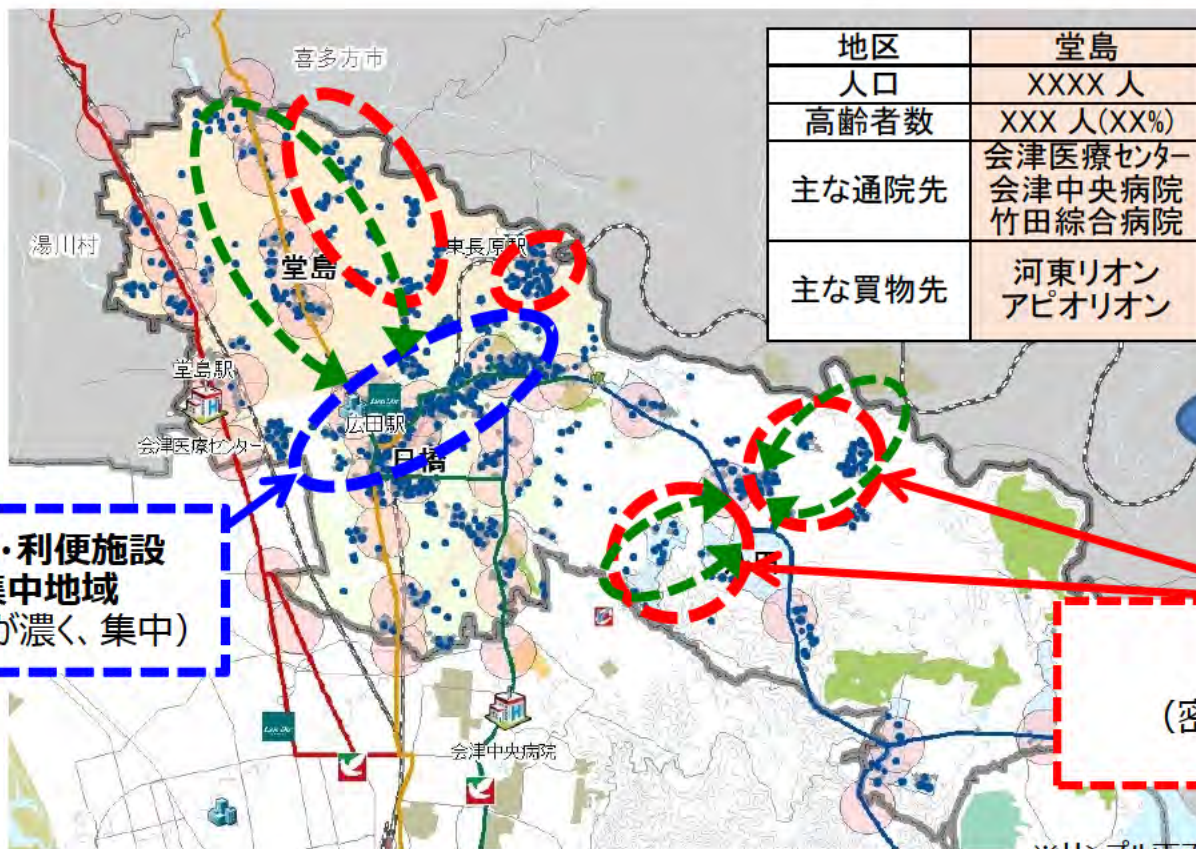 喜多方市
地区 堂島
人口 XXXX 人
高齢者数 XXX 人(XX%)
主な通院先 会津医療センター
会津中央病院
竹田綜合病院
主な買物先 河東リオン
アピオリオン
湯川村
東長原駅
堂島
堂島駅
広田駅
会津医療センター
日橋
・利便施設
集中地域
が濃く、集中）
（密
会津中央病院